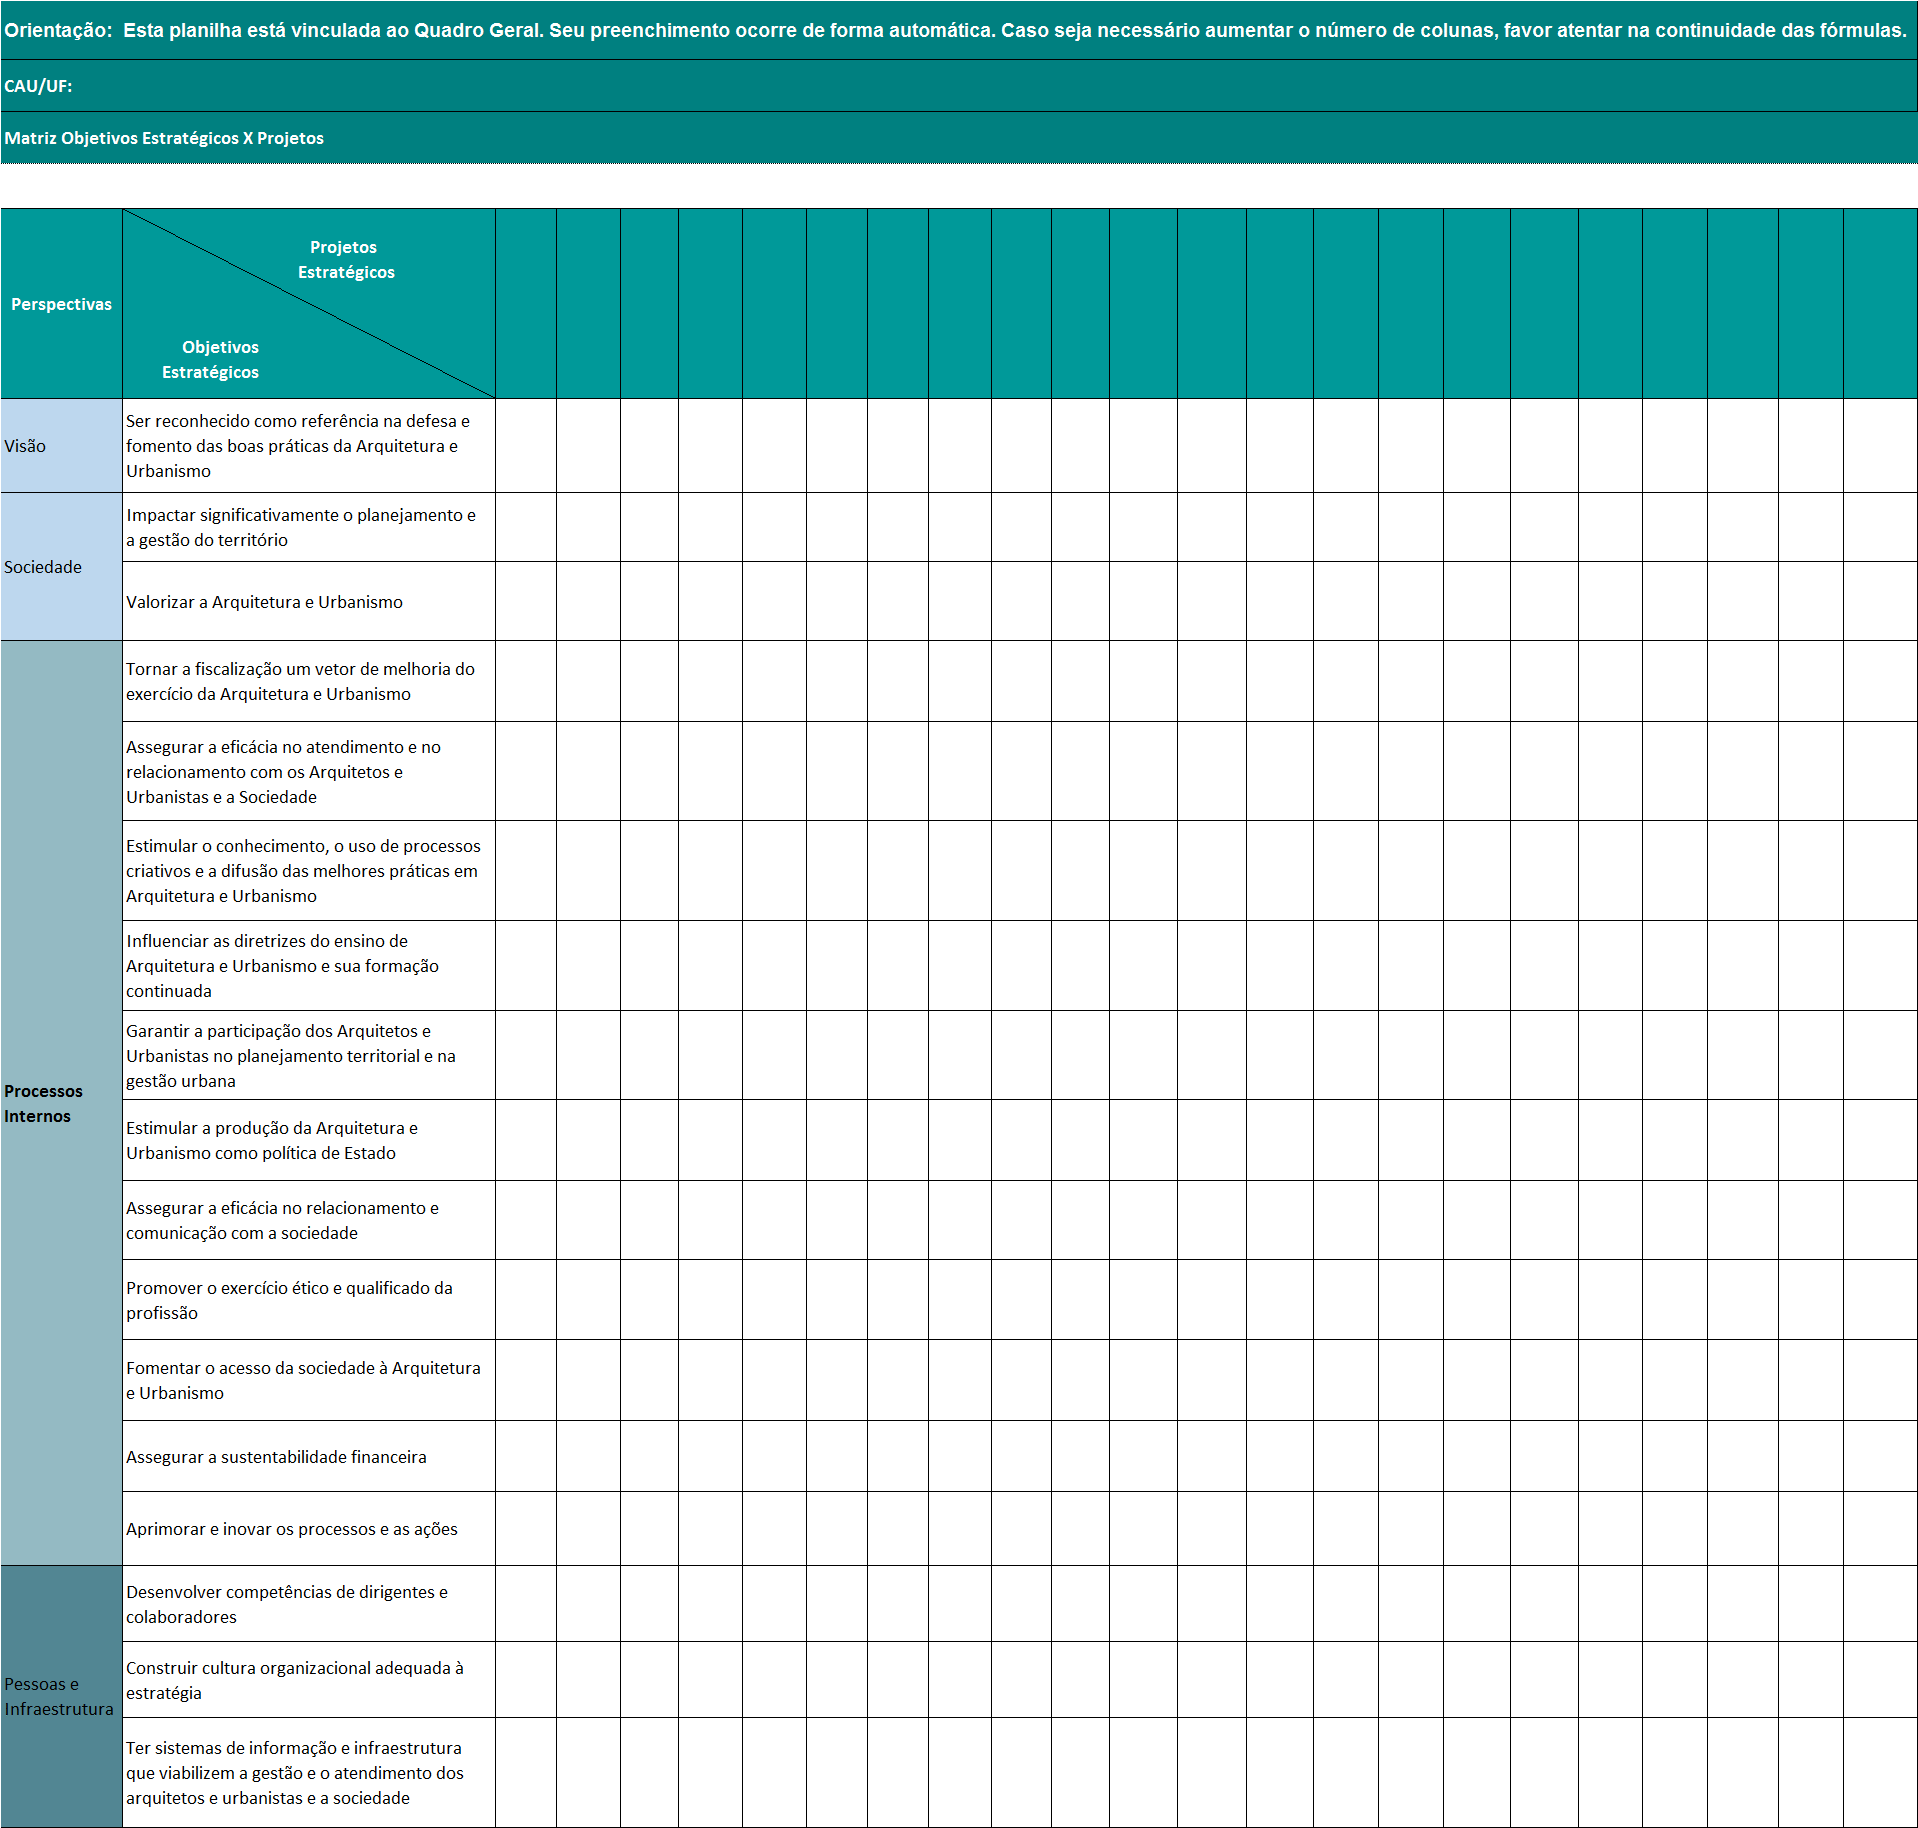 Orientação:  Esta planilha está vinculada ao Quadro Geral. Seu preenchimento ocorre de forma automática. Caso seja necessário aumentar o número de colunas, favor atentar na continuidade das fórmulas.
CAU/UF:
Matriz Objetivos Estratégicos X Projetos
Perspectivas
Projetos
Estratégicos
Objetivos
Estratégicos
Visão
Ser reconhecido como referência na defesa e
fomento das boas práticas da Arquitetura e
Urbanismo
Sociedade
Impactar significativamente o planejamento e
a gestão do território
Valorizar a Arquitetura e Urbanismo
Processos
Internos
Tornar a fiscalização um vetor de melhoria do
exercício da Arquitetura e Urbanismo
Assegurar a eficácia no atendimento e no
relacionamento com os Arquitetos e
Urbanistas e a Sociedade
Estimular o conhecimento, o uso de processos
criativos e a difusão das melhores práticas em
Arquitetura e Urbanismo
Influenciar as diretrizes do ensino de
Arquitetura e Urbanismo e sua formação
continuada
Garantir a participação dos Arquitetos e
Urbanistas no planejamento territorial e na
gestão urbana
Estimular a produção da Arquitetura e
Urbanismo como política de Estado
Assegurar a eficácia no relacionamento e
comunicação com a sociedade
Promover o exercício ético e qualificado da
profissão
Fomentar o acesso da sociedade à Arquitetura
e Urbanismo
Assegurar a sustentabilidade financeira
Aprimorar e inovar os processos e as ações
Pessoas e
Infraestrutura
Desenvolver competências de dirigentes e
colaboradores
Construir cultura organizacional adequada à
estratégia
Ter sistemas de informação e infraestrutura
que viabilizem a gestão e o atendimento dos
arquitetos e urbanistas e a sociedade